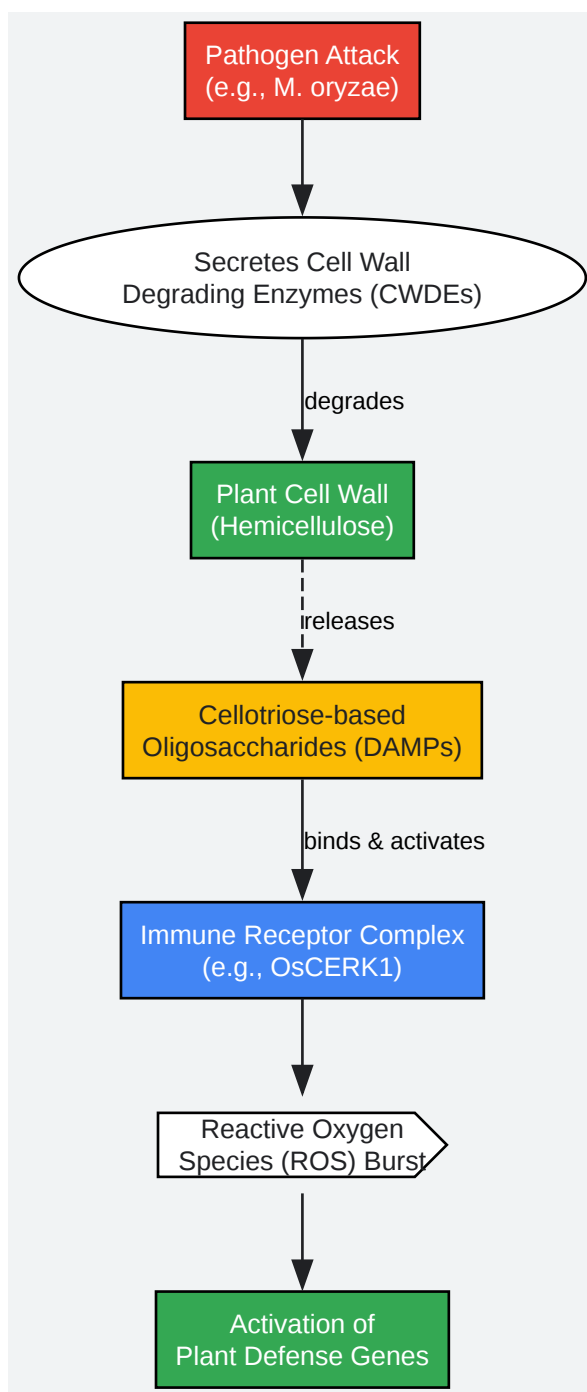 Pathogen Attack
(e.g., M. oryzae)
Secretes Cell Wall
Degrading Enzymes (CWDEs)
degrades
Plant Cell Wall
(Hemicellulose)
releases
Cellotriose-based
Oligosaccharides (DAMPs)
binds & activates
Immune Receptor Complex
(e.g., OsCERK1)
Reactive Oxygen
Species (ROS) Burst
Activation of
Plant Defense Genes